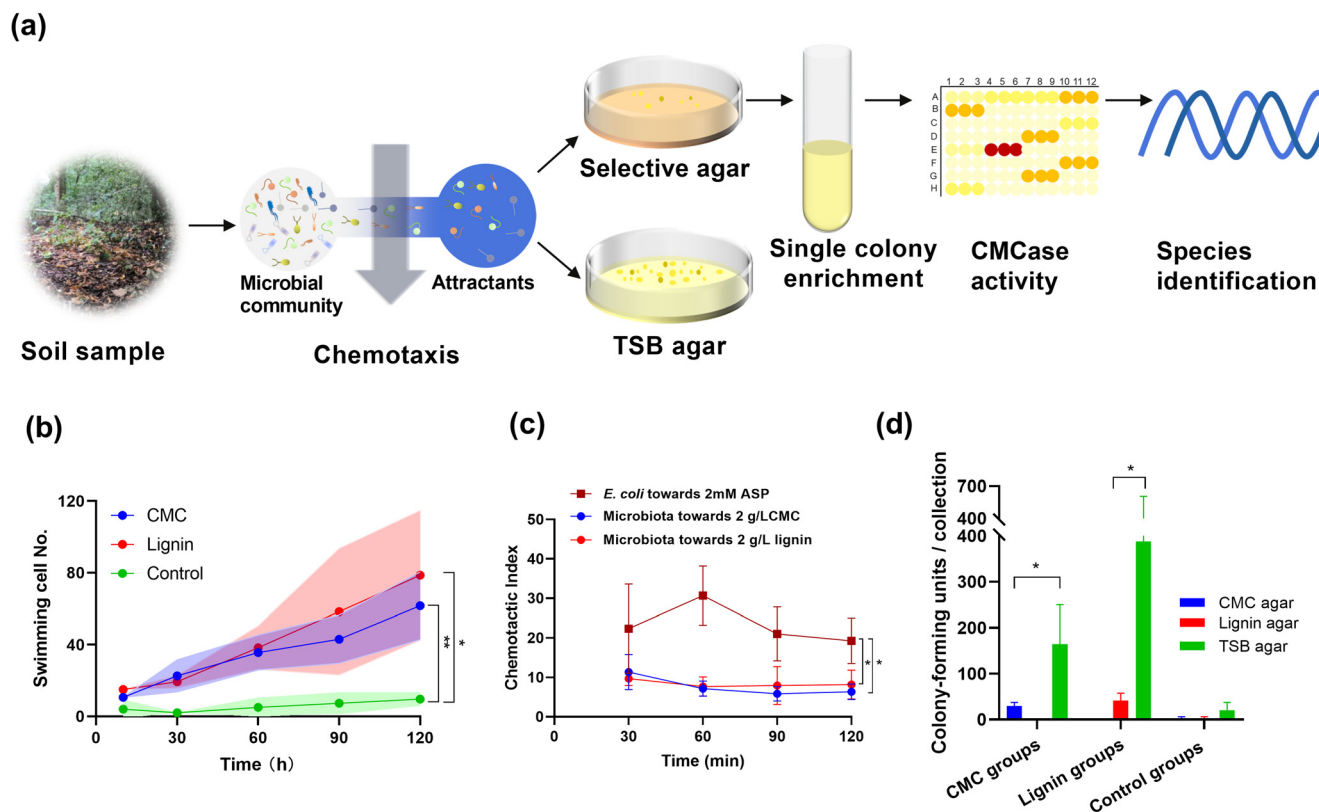 (a)
Soil sample
Microbial
community
Attractants
Chemotaxis
Selective agar
TSB agar
Single colony
enrichment
1 2 3 4 5 6 7 8 9 10 11 12
A
B
C
D
E
F
G
H
CMCase
activity
Species
identification
(b)
Swimming cell No.
120
80
40
0
CMC
Lignin
Control
**
*
0 30 60 90 120
Time (h)
(c)
E. coli towards 2mM ASP
Microbiota towards 2 g/LCMC
Microbiota towards 2 g/L lignin
Chemotactic Index
50
40
30
20
10
0
* *
0 30 60 90 120
Time (min)
(d)
Colony-forming units / collection
700
400
400
300
200
100
0
*
*
CMC agar
Lignin agar
TSB agar
CMC groups
Lignin groups
Control groups